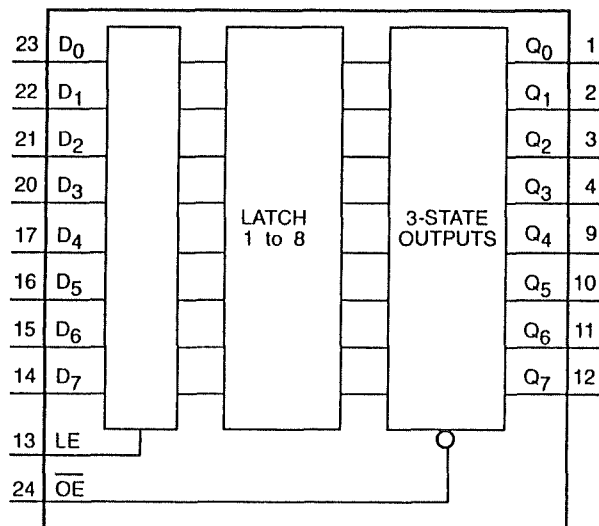 23 D₀ Q₀ 1
22 D₁ Q₁ 2
21 D₂ Q₂ 3
20 D₃ Q₃ 4
LATCH 3-STATE
17 D₄ 1 to 8 OUTPUTS Q₄ 9
16 D₅ Q₅ 10
15 D₆ Q₆ 11
14 D₇ Q₇ 12
13 LE
24 O̅E̅